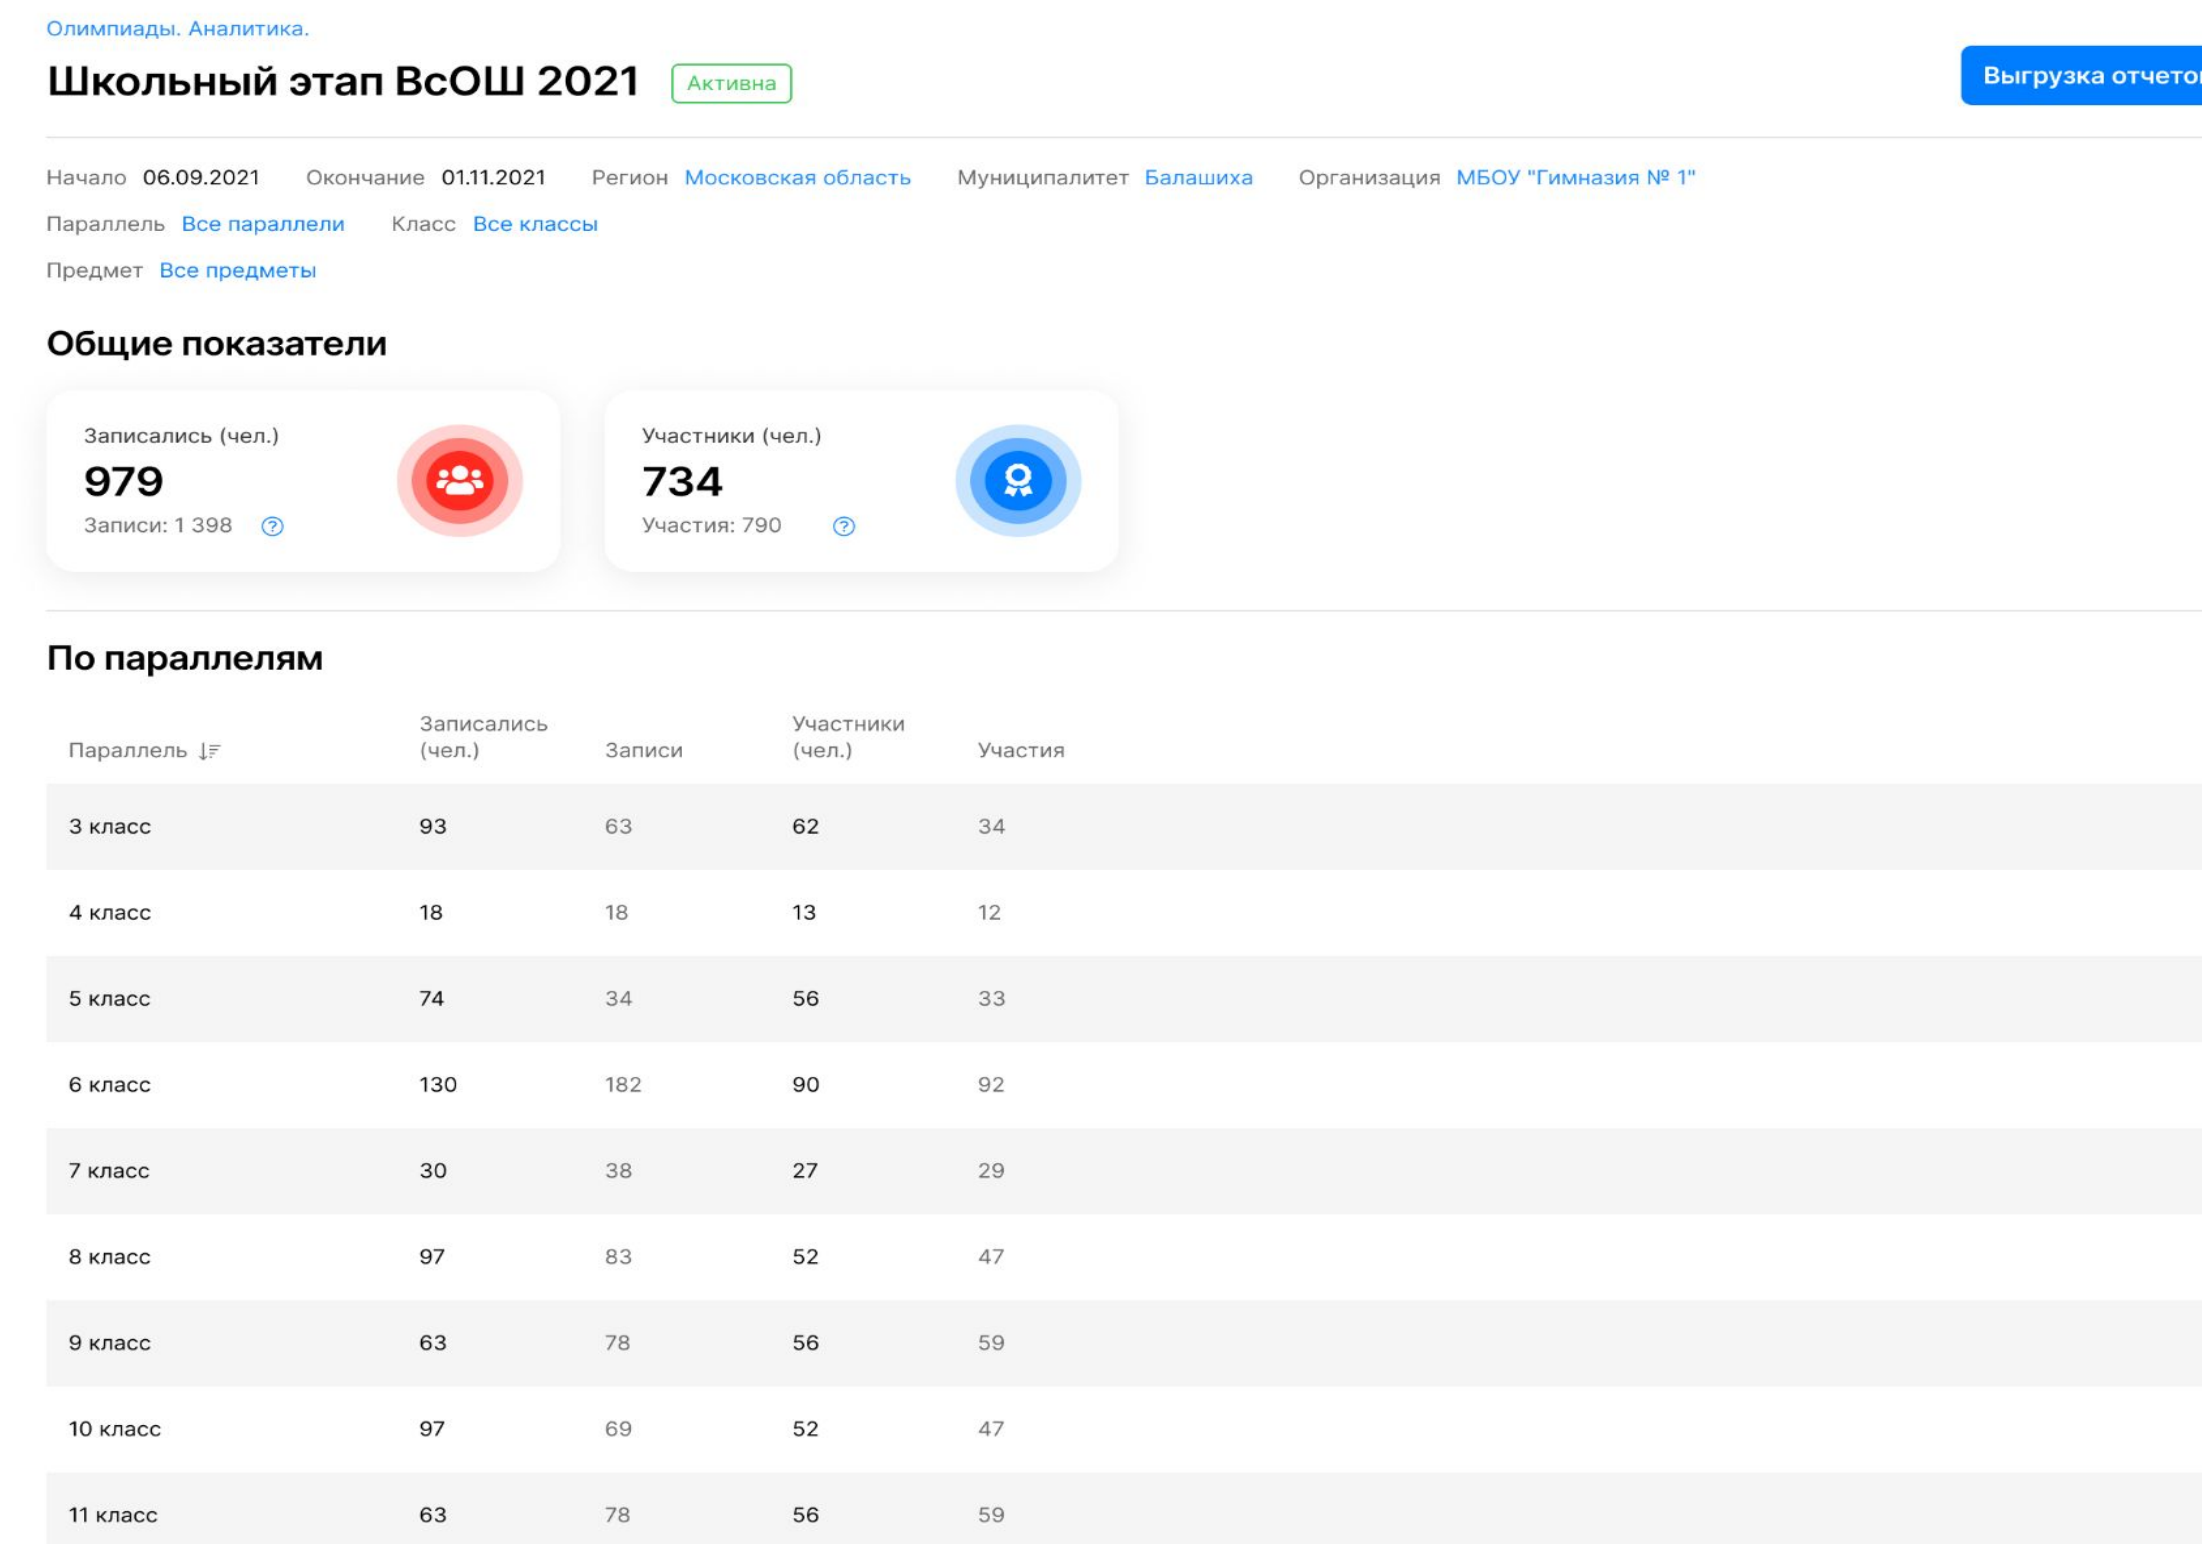 Олимпиады. Аналитика.
Школьный этап ВсОШ 2021 Активна
Выгрузка отчетов
Начало 06.09.2021 Окончание 01.11.2021 Регион Московская область Муниципалитет Балашиха Организация МБОУ "Гимназия № 1"
Параллель Все параллели Класс Все классы
Предмет Все предметы
Общие показатели
Записались (чел.)
979
Записи: 1 398 ?
Участники (чел.)
734
Участия: 790 ?
По параллелям
Параллель Записались (чел.) Записи Участники (чел.) Участия
3 класс 93 63 62 34
4 класс 18 18 13 12
5 класс 74 34 56 33
6 класс 130 182 90 92
7 класс 30 38 27 29
8 класс 97 83 52 47
9 класс 63 78 56 59
10 класс 97 69 52 47
11 класс 63 78 56 59